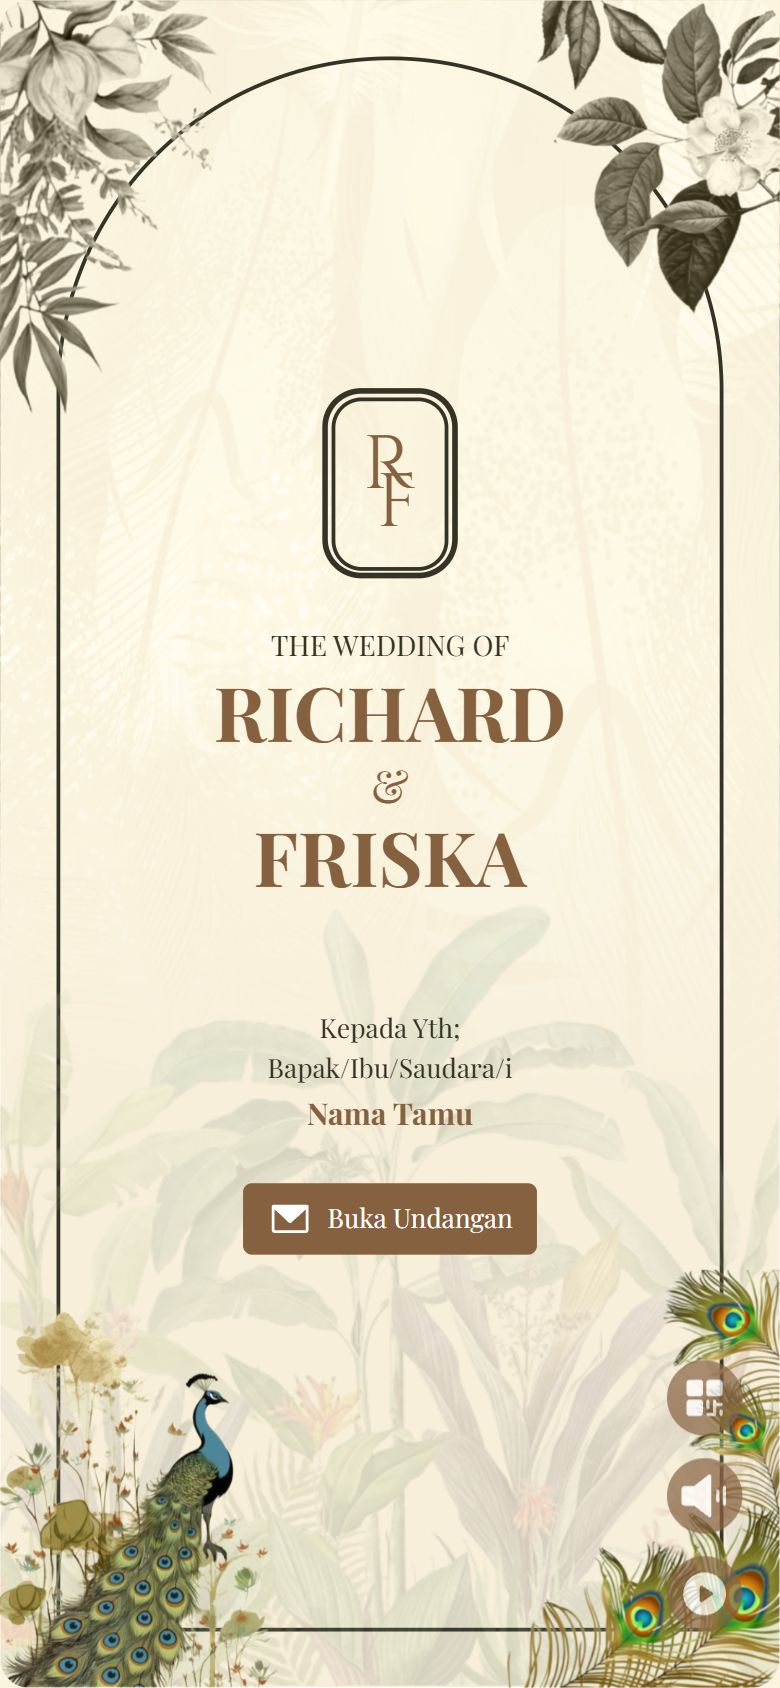 RF
THE WEDDING OF
RICHARD
&
FRISKA
Kepada Yth;
Bapak/Ibu/Saudara/i
Nama Tamu
Buka Undangan